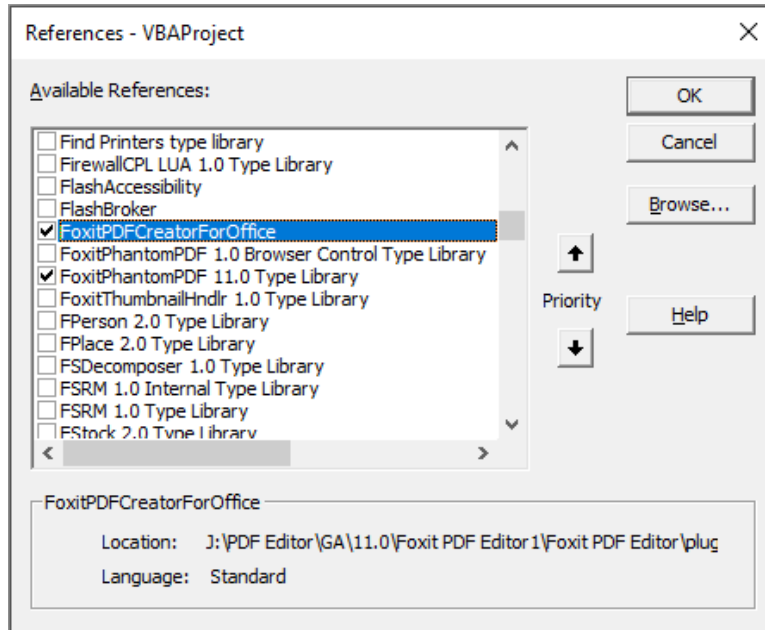 References - VBAProject
Available References:
Find Printers type library
FirewallCPL LUA 1.0 Type Library
FlashAccessibility
FlashBroker
FoxitPDFCreatorForOffice
FoxitPhantomPDF 1.0 Browser Control Type Library
FoxitPhantomPDF 11.0 Type Library
FoxitThumbnailHndlr 1.0 Type Library
FPerson 2.0 Type Library
FPlace 2.0 Type Library
FSDecomposer 1.0 Type Library
FSRM 1.0 Internal Type Library
FSRM 1.0 Type Library
FStock 2.0 Type Library
OK
Cancel
Browse...
Priority
Help
FoxitPDFCreatorForOffice
Location: J:\PDF Editor\GA\11.0\Foxit PDF Editor1\Foxit PDF Editor\plug
Language: Standard